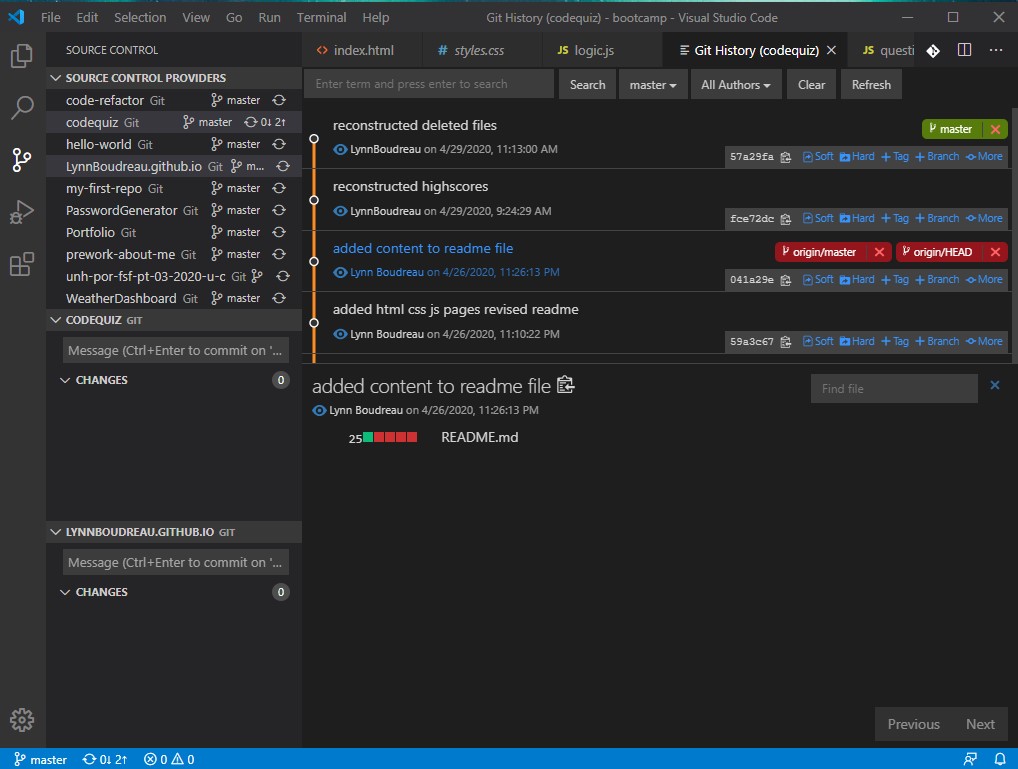 File Edit Selection View Go Run Terminal Help Git History (codequiz) - bootcamp - Visual Studio Code
SOURCE CONTROL
index.html # styles.css JS logic.js Git History (codequiz) JS questi
SOURCE CONTROL PROVIDERS
code-refactor Git master
codequiz Git master 0↓ 2↑
hello-world Git master
LynnBoudreau.github.io Git m...
my-first-repo Git master
PasswordGenerator Git master
Portfolio Git master
prework-about-me Git master
unh-por-fsf-pt-03-2020-u-c Git
WeatherDashboard Git master
CODEQUIZ GIT
Message (Ctrl+Enter to commit on '...
CHANGES 0
LYNNBOUDREAU.GITHUB.IO GIT
Message (Ctrl+Enter to commit on '...
CHANGES 0
Enter term and press enter to search Search master All Authors Clear Refresh
reconstructed deleted files master
LynnBoudreau on 4/29/2020, 11:13:00 AM
57a29fa Soft Hard + Tag + Branch More
reconstructed highscores
LynnBoudreau on 4/29/2020, 9:24:29 AM
fce72dc Soft Hard + Tag + Branch More
added content to readme file origin/master origin/HEAD
Lynn Boudreau on 4/26/2020, 11:26:13 PM
041a29e Soft Hard + Tag + Branch More
added html css js pages revised readme
Lynn Boudreau on 4/26/2020, 11:10:22 PM
59a3c67 Soft Hard + Tag + Branch More
added content to readme file Find file
Lynn Boudreau on 4/26/2020, 11:26:13 PM
25 README.md
Previous Next
master 0↓ 2↑ 0 0